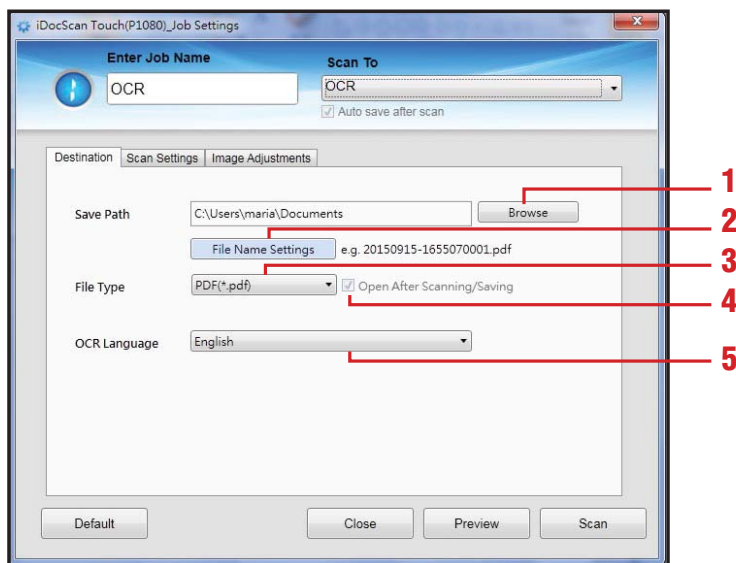 iDocScan Touch(P1080)_Job Settings
x
Enter Job Name
Scan To
1
OCR
OCR
Auto save after scan
Destination
Scan Settings
Image Adjustments
Save Path
C:\Users\maria\Documents
Browse
1
File Name Settings
e.g. 20150915-1655070001.pdf
2
File Type
PDF(*.pdf)
Open After Scanning/Saving
3
4
OCR Language
English
5
Default
Close
Preview
Scan